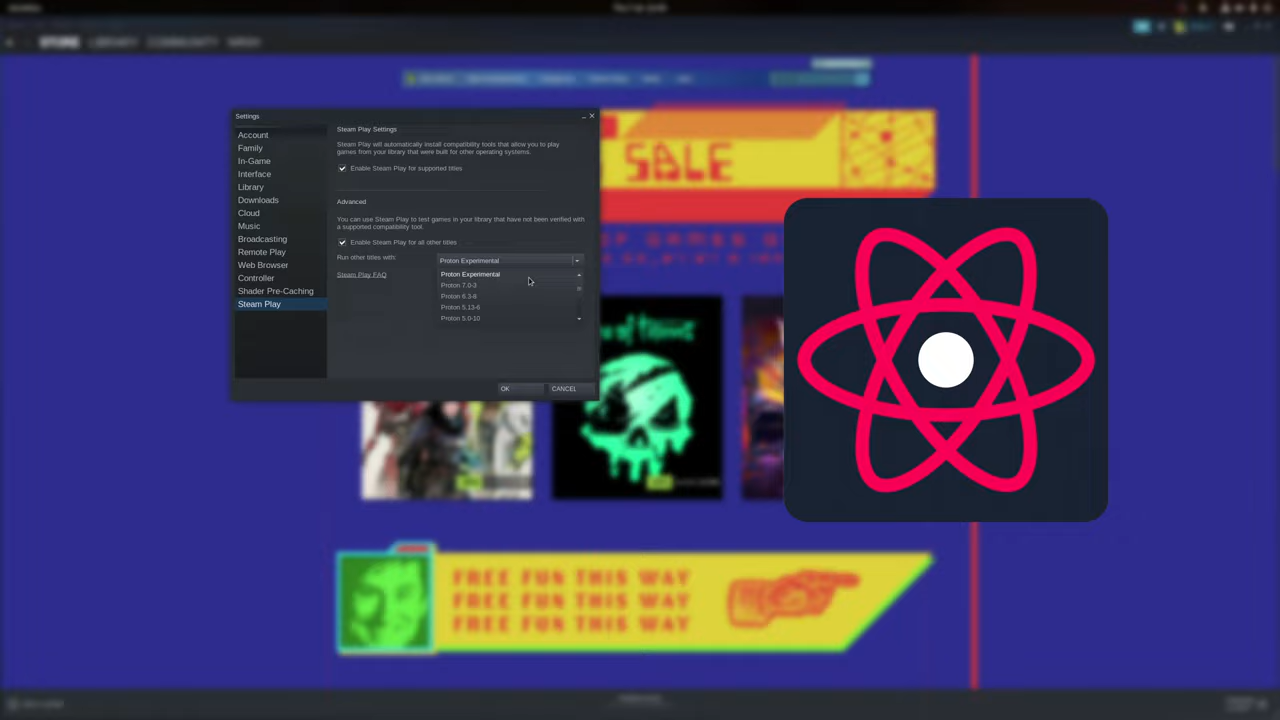 STORE LIBRARY COMMUNITY
Settings
Account
Family
In-Game
Interface
Library
Downloads
Cloud
Music
Broadcasting
Remote Play
Web Browser
Controller
Shader Pre-Caching
Steam Play
Steam Play Settings
Steam Play will automatically install compatibility tools that allow you to play
games from your library that were built for other operating systems.
Enable Steam Play for supported titles
Advanced
You can use Steam Play to test games in your library that have not been verified with
a supported compatibility tool.
Enable Steam Play for all other titles
Run other titles with:
Proton Experimental
Steam Play FAQ
Proton Experimental
Proton 7.0-3
Proton 6.3-8
Proton 5.13-6
Proton 5.0-10
OK
CANCEL
SALE
FREE FUN THIS WAY
FREE FUN THIS WAY
FREE FUN THIS WAY